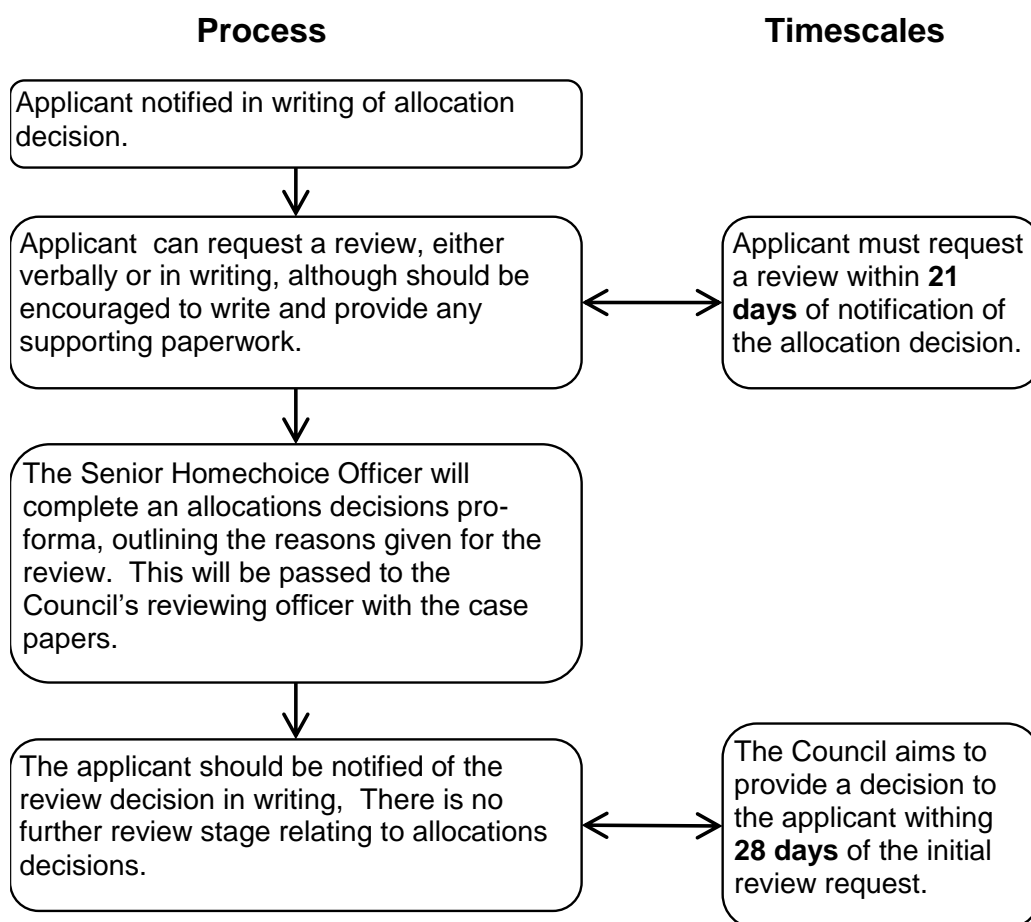 Process
Timescales
Applicant notified in writing of allocation
decision.
Applicant  can request a review, either
verbally or in writing, although should be
encouraged to write and provide any
supporting paperwork.
Applicant must request
a review within 21
days of notification of
the allocation decision.
The Senior Homechoice Officer will
complete an allocations decisions pro-
forma, outlining the reasons given for the
review.  This will be passed to the
Council’s reviewing officer with the case
papers.
The applicant should be notified of the
review decision in writing,  There is no
further review stage relating to allocations
decisions.
The Council aims to
provide a decision to
the applicant withing
28 days of the initial
review request.